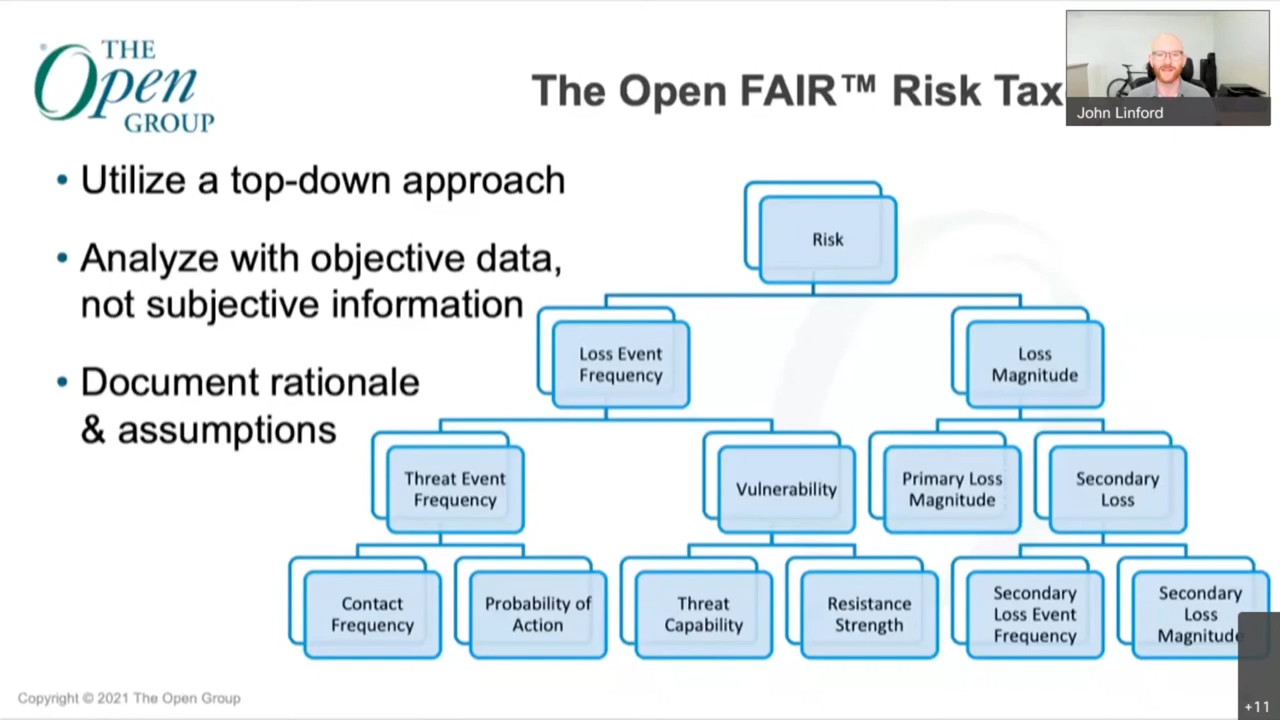 THE
Open
GROUP
The Open FAIR™ Risk Tax
John Linford
• Utilize a top-down approach
• Analyze with objective data,
not subjective information
• Document rationale
& assumptions
Risk
Loss Event
Frequency
Loss
Magnitude
Threat Event
Frequency
Vulnerability
Primary Loss
Magnitude
Secondary
Loss
Contact
Frequency
Probability of
Action
Threat
Capability
Resistance
Strength
Secondary
Loss Event
Frequency
Secondary
Loss
Magnitude
Copyright © 2021 The Open Group
+11